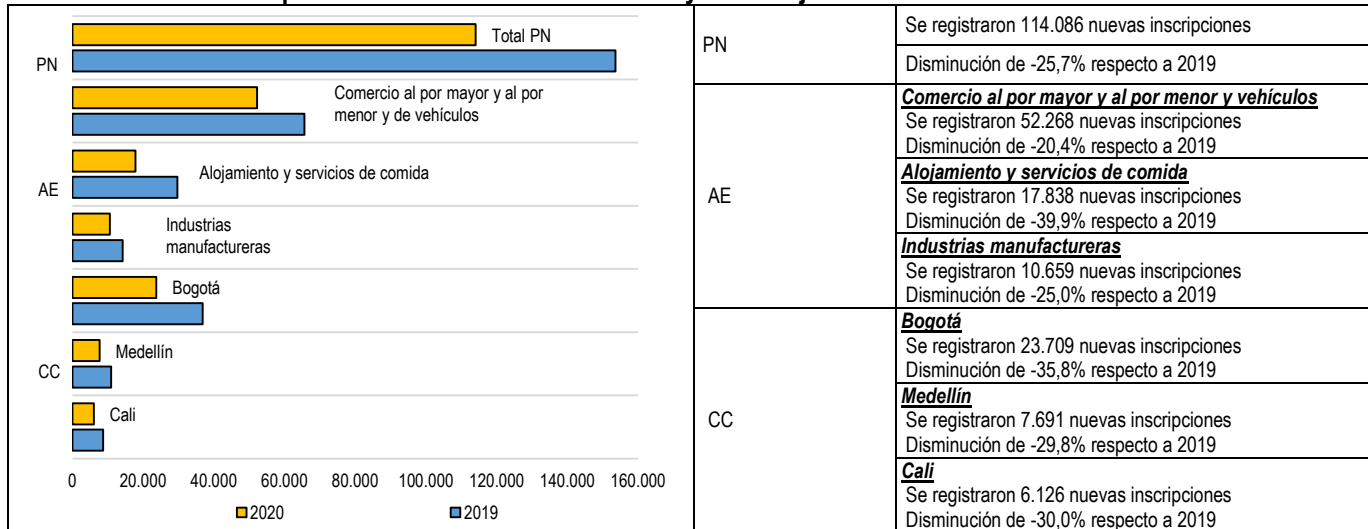 Total PN
PN
Comercio al por mayor y al por
menor y de vehículos
Alojamiento y servicios de comida
AE
Industrias
manufactureras
Bogotá
Medellín
CC
Cali
0 20.000 40.000 60.000 80.000 100.000 120.000 140.000 160.000
2020 2019
PN
Se registraron 114.086 nuevas inscripciones
Disminución de -25,7% respecto a 2019
AE
Comercio al por mayor y al por menor y vehículos
Se registraron 52.268 nuevas inscripciones
Disminución de -20,4% respecto a 2019
Alojamiento y servicios de comida
Se registraron 17.838 nuevas inscripciones
Disminución de -39,9% respecto a 2019
Industrias manufactureras
Se registraron 10.659 nuevas inscripciones
Disminución de -25,0% respecto a 2019
CC
Bogotá
Se registraron 23.709 nuevas inscripciones
Disminución de -35,8% respecto a 2019
Medellín
Se registraron 7.691 nuevas inscripciones
Disminución de -29,8% respecto a 2019
Cali
Se registraron 6.126 nuevas inscripciones
Disminución de -30,0% respecto a 2019